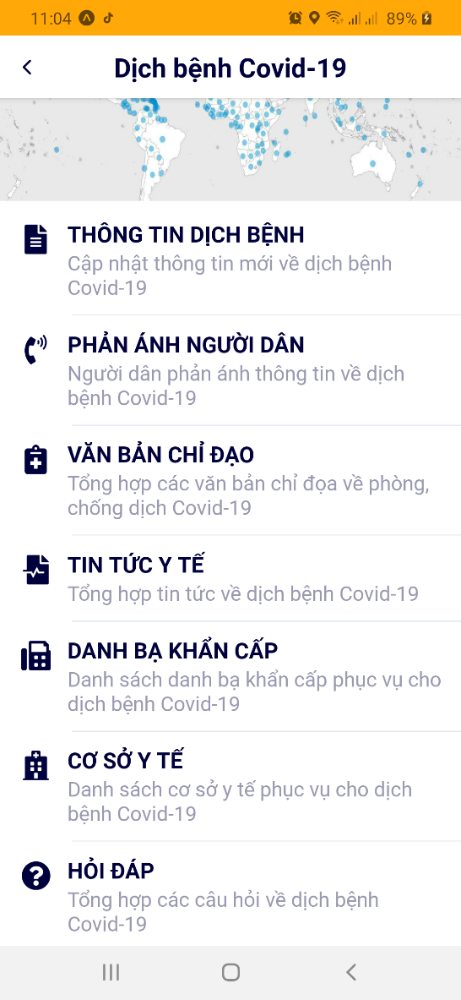 11:04
89%
Dịch bệnh Covid-19
THÔNG TIN DỊCH BỆNH
Cập nhật thông tin mới về dịch bệnh
Covid-19
PHẢN ÁNH NGƯỜI DÂN
Người dân phản ánh thông tin về dịch
bệnh Covid-19
VĂN BẢN CHỈ ĐẠO
Tổng hợp các văn bản chỉ đọa về phòng,
chống dịch Covid-19
TIN TỨC Y TẾ
Tổng hợp tin tức về dịch bệnh Covid-19
DANH BẠ KHẨN CẤP
Danh sách danh bạ khẩn cấp phục vụ cho
dịch bệnh Covid-19
CƠ SỞ Y TẾ
Danh sách cơ sở y tế phục vụ cho dịch
bệnh Covid-19
HỎI ĐÁP
Tổng hợp các câu hỏi về dịch bệnh
Covid-19